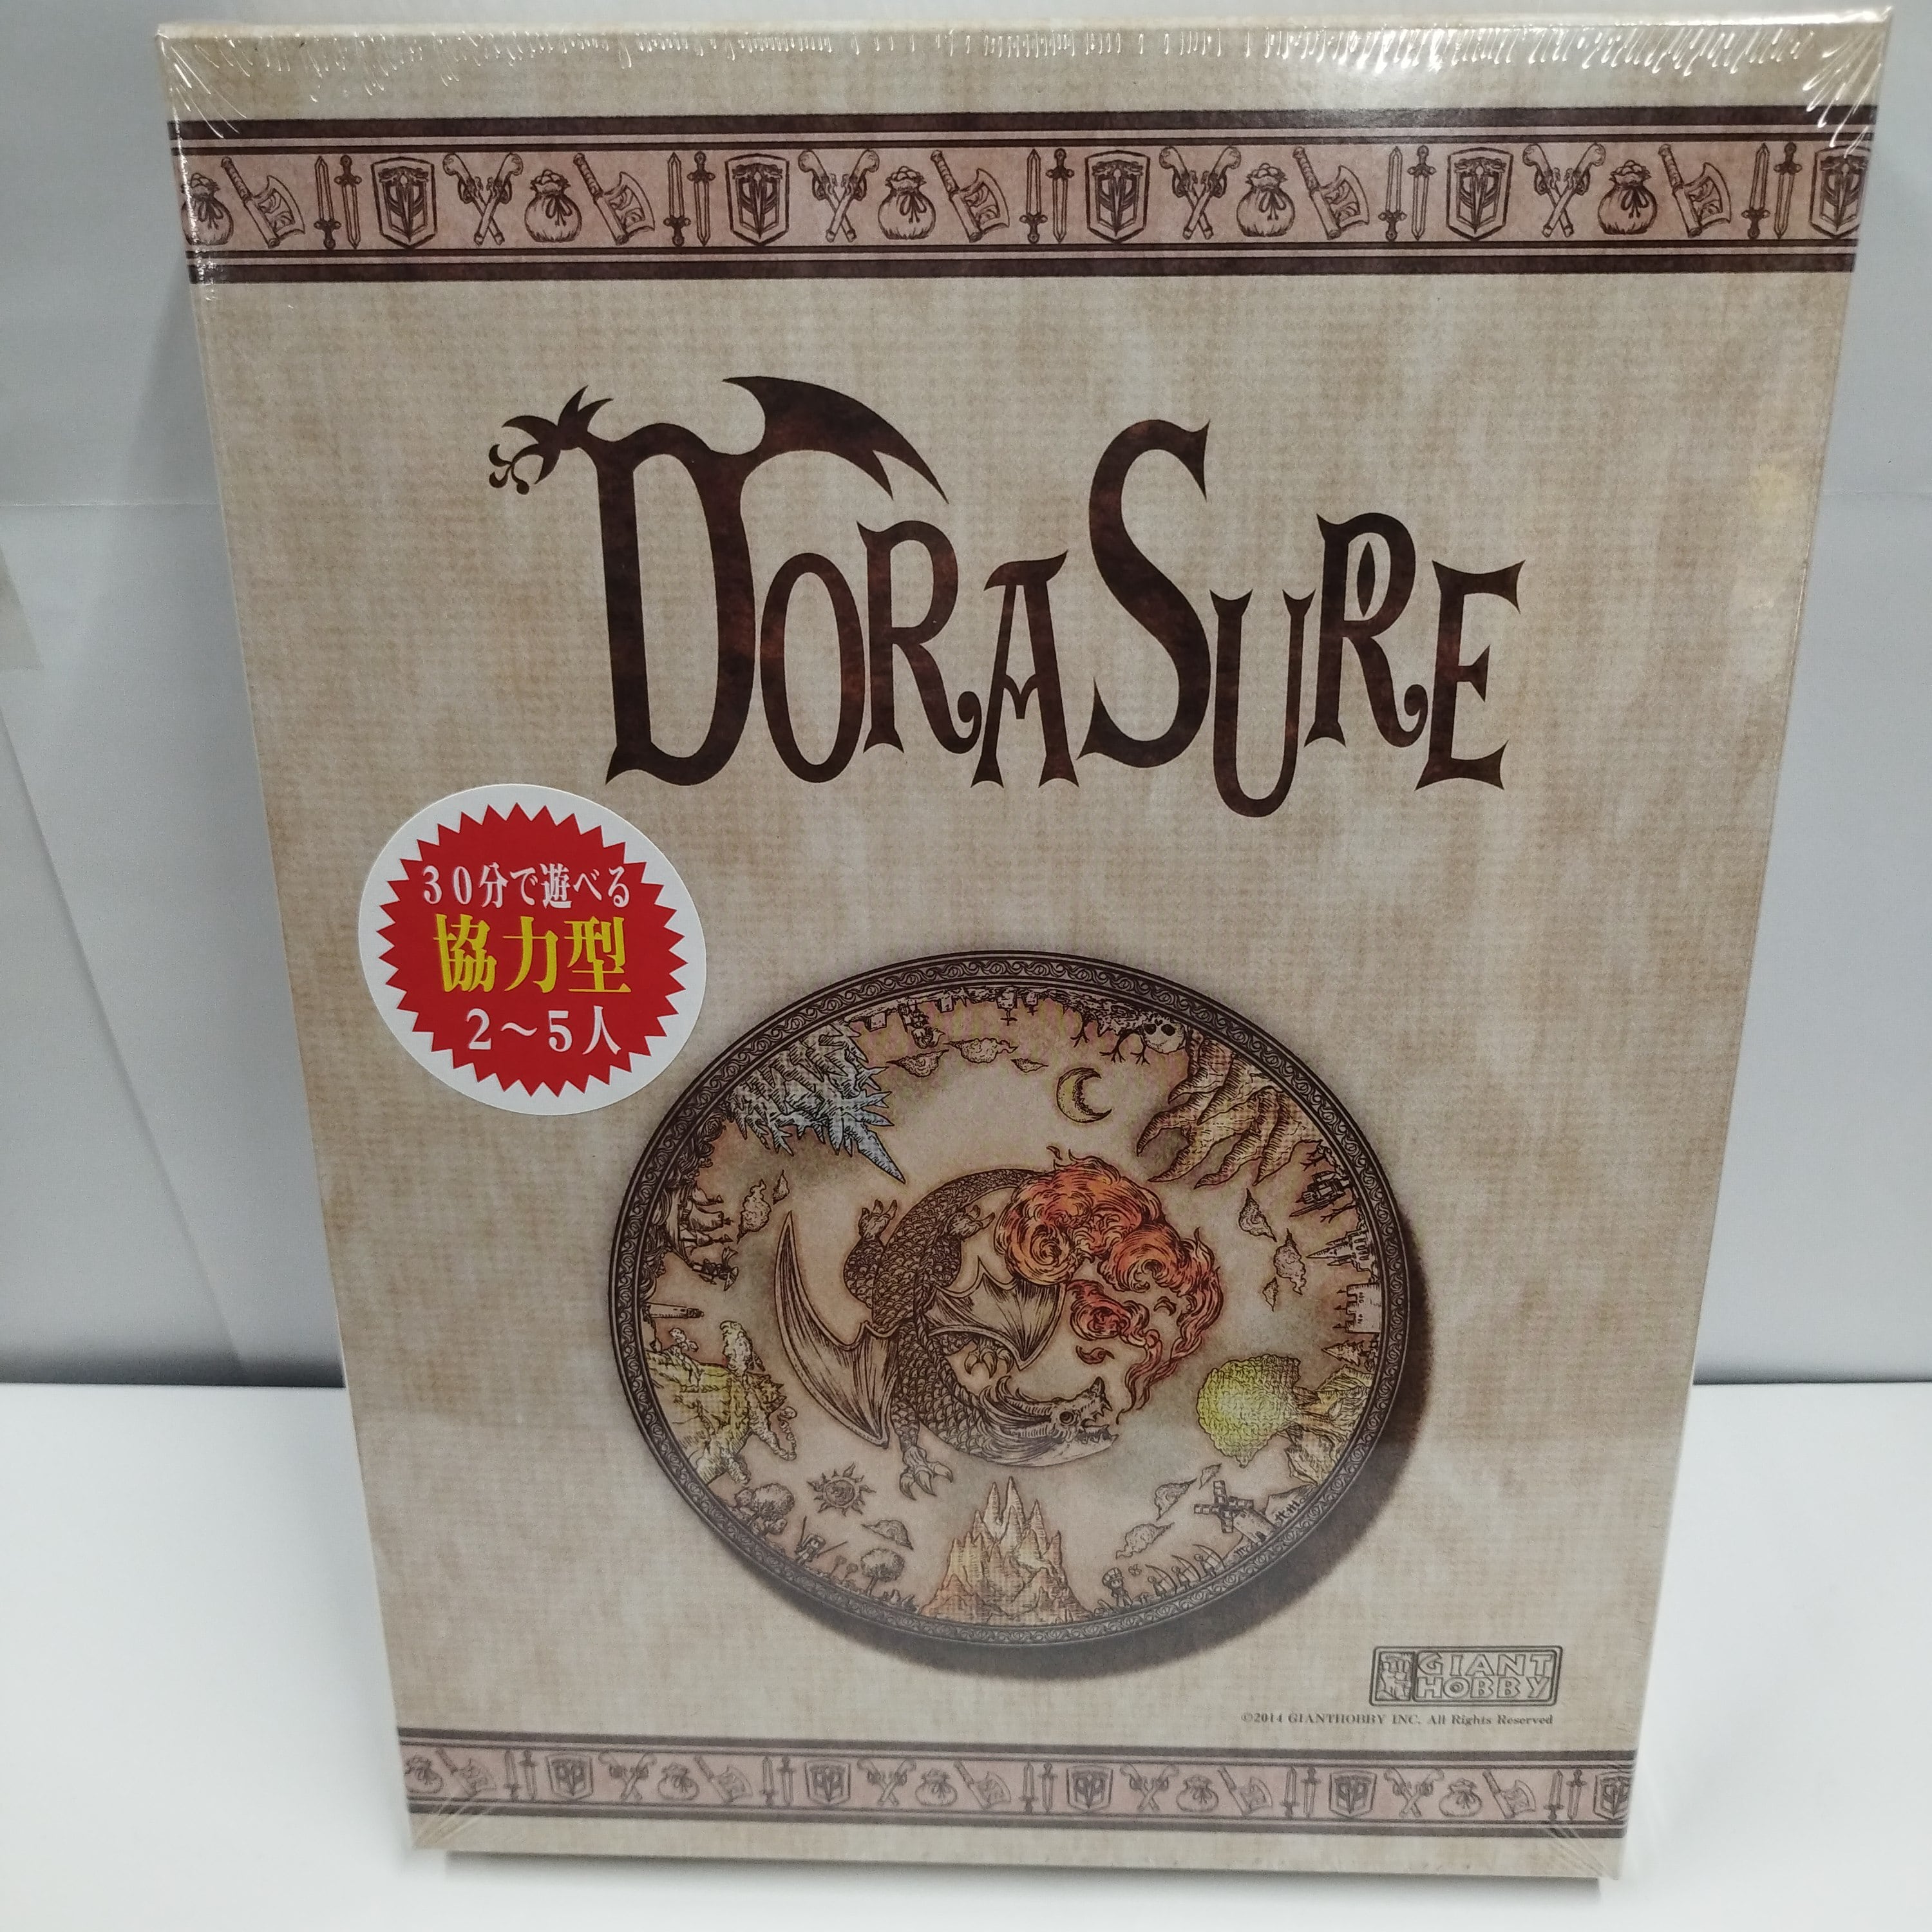 DORASURE
30分で遊べる
協力型
2～5人
GIANT
HOBBY
©2014 GIANTHOBBY INC. All Rights Reserved